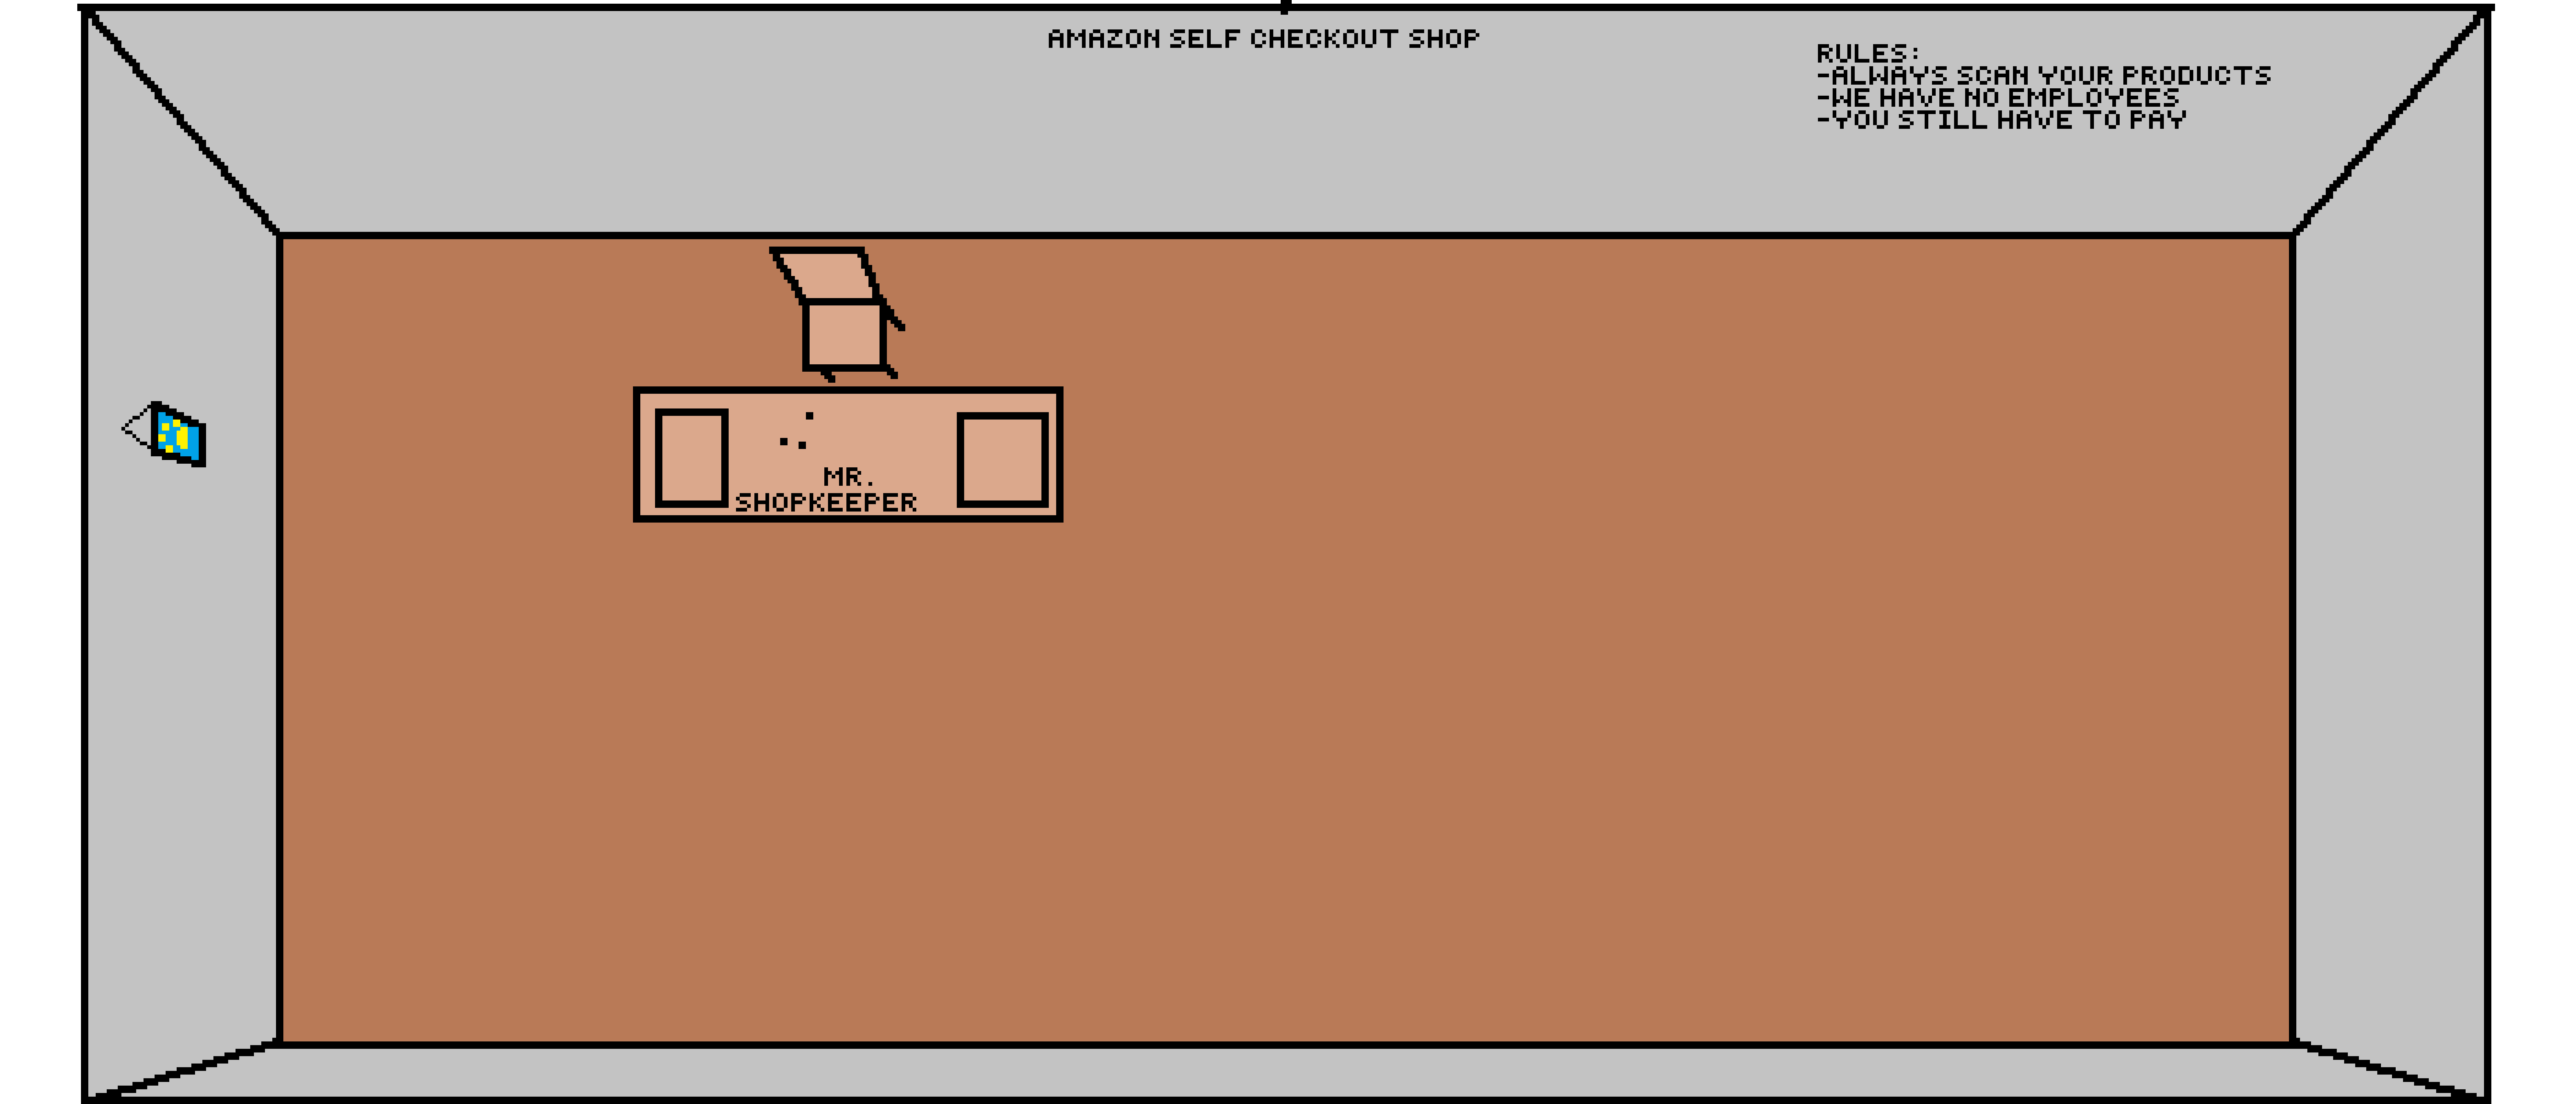 AMAZON SELF CHECKOUT SHOP
RULES:
-ALWAYS SCAN YOUR PRODUCTS
-WE HAVE NO EMPLOYEES
-YOU STILL HAVE TO PAY
MR.
SHOPKEEPER